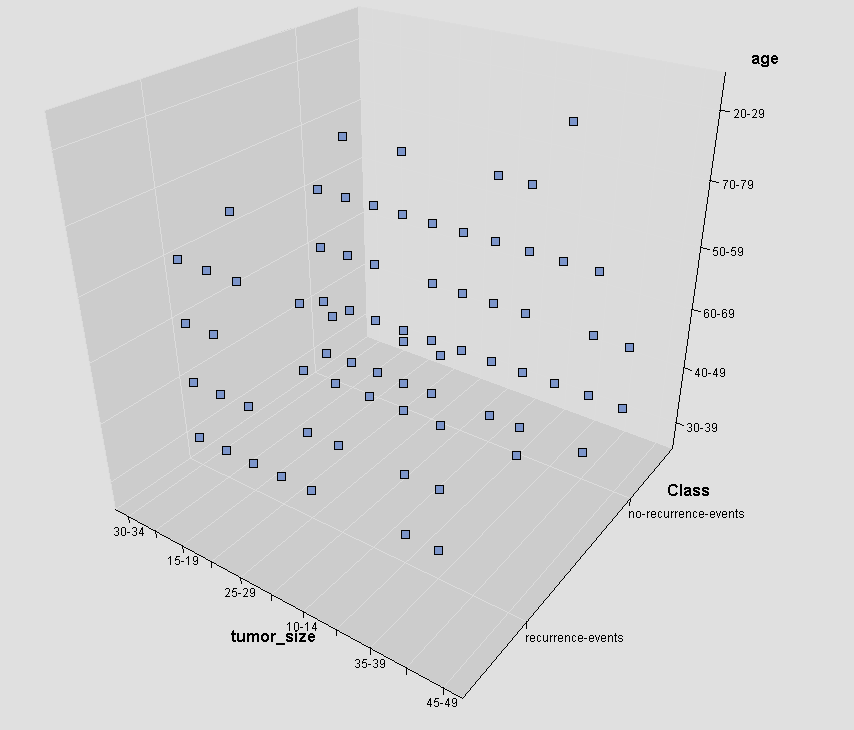 age
20-29
70-79
50-59
60-69
40-49
30-39
Class
no-recurrence-events
recurrence-events
30-34
15-19
25-29
10-14
tumor_size
35-39
45-49